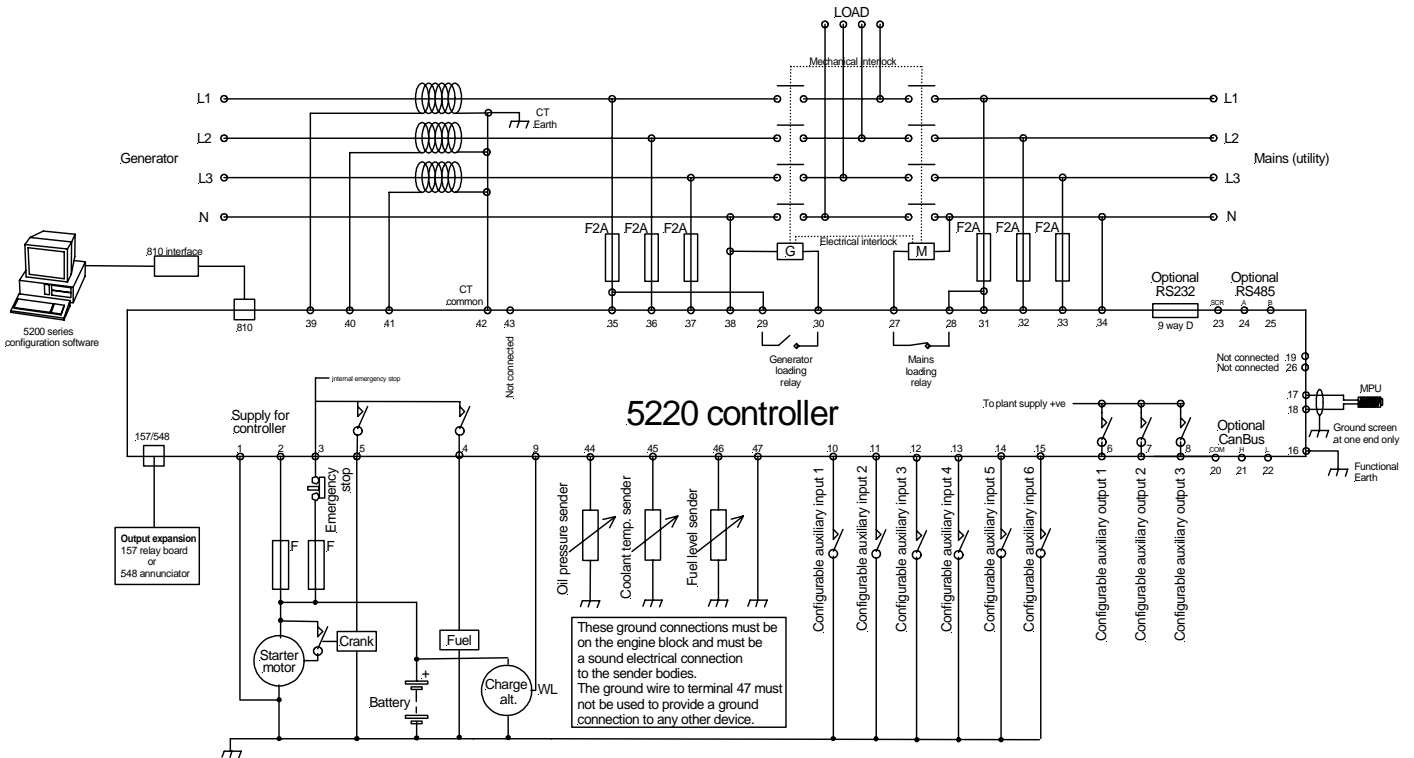 LOAD
Mechanical interlock
L1
CT
Earth
L1
L2
L2
Generator
Mains (utility)
L3
L3
N
N
F2A
F2A
F2A
Electrical interlock
F2A
F2A
F2A
G
M
810 interface
CT
common
Optional
RS232
Optional
RS485
SCR
A
B
5200 series
configuration software
810
39
40
41
42
43
35
36
37
38
29
30
27
28
31
32
33
34
9 way D
23
24
25
Not connected
Generator
loading
relay
Mains
loading
relay
Not connected 19
Not connected 26
internal emergency stop
17
18
MPU
Ground screen
at one end only
Supply for
controller
5220 controller
To plant supply +ve
Optional
CanBus
157/548
1
2
3
5
4
9
44
45
46
47
10
11
12
13
14
15
6
7
8
COM
H
L
20
21
22
16
Functional
Earth
Emergency
stop
F
F
Output expansion
157 relay board
or
548 annunciator
Oil pressure sender
Coolant temp. sender
Fuel level sender
Configurable auxiliary input 1
Configurable auxiliary input 2
Configurable auxiliary input 3
Configurable auxiliary input 4
Configurable auxiliary input 5
Configurable auxiliary input 6
Configurable auxiliary output 1
Configurable auxiliary output 2
Configurable auxiliary output 3
Starter
motor
Crank
Fuel
Battery
+
Charge
alt.
WL
These ground connections must be
on the engine block and must be
a sound electrical connection
to the sender bodies.
The ground wire to terminal 47 must
not be used to provide a ground
connection to any other device.